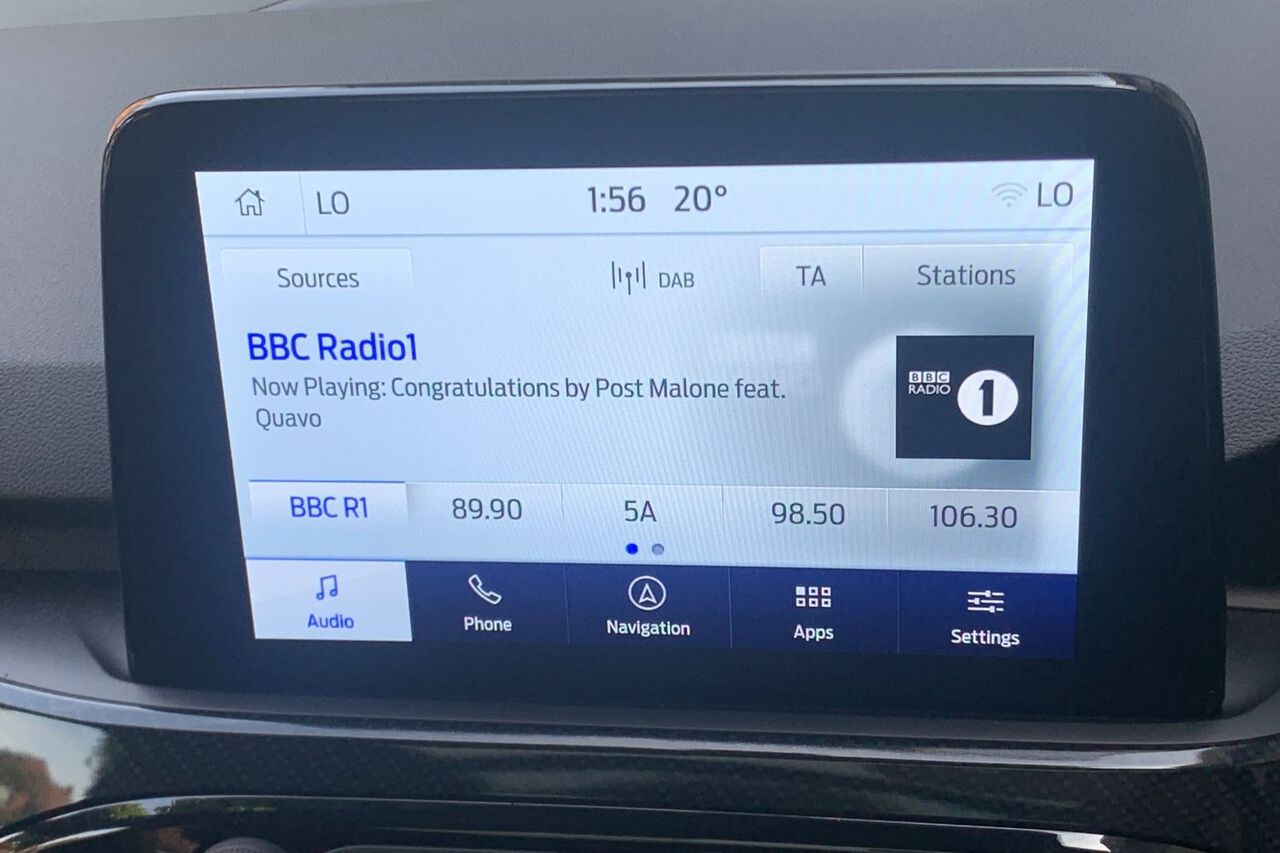 LO 1:56 20° LO
Sources DAB TA Stations
BBC Radio1
Now Playing: Congratulations by Post Malone feat.
Quavo
BBC
RADIO 1
BBC R1 89.90 5A 98.50 106.30
Audio Phone Navigation Apps Settings